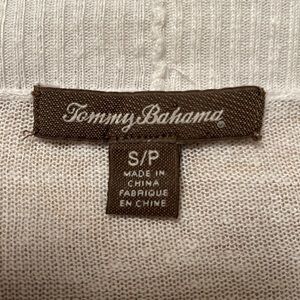 Tommy Bahama®
S/P
MADE IN
CHINA
FABRIQUE
EN CHINE